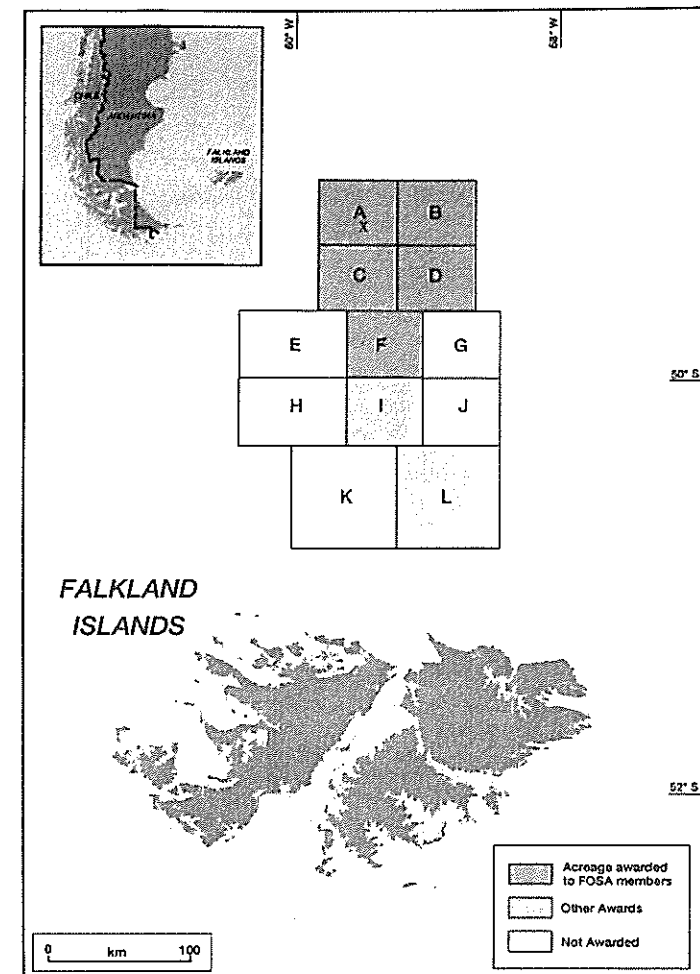 60° W
58° W
CHILE
ARGENTINA
FALKLAND
ISLANDS
A
X
B
C
D
E
F
G
50° S
H
I
J
K
L
FALKLAND
ISLANDS
52° S
Acreage awarded
to FOSA members
Other Awards
Not Awarded
0 km 100